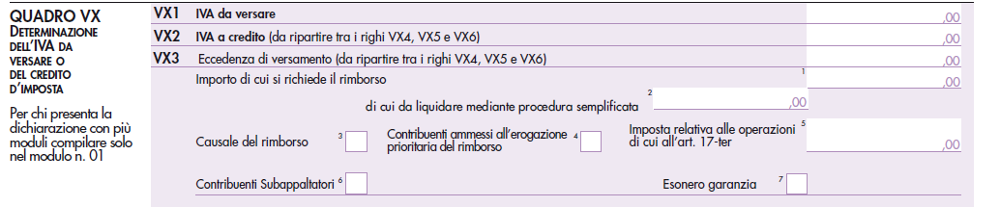 QUADRO VX
DETERMINAZIONE
DELL'IVA DA
VERSARE O
DEL CREDITO
D'IMPOSTA
Per chi presenta la
dichiarazione con più
moduli compilare solo
nel modulo n. 01
VX1 IVA da versare ,00
VX2 IVA a credito (da ripartire tra i righi VX4, VX5 e VX6) ,00
VX3 Eccedenza di versamento (da ripartire tra i righi VX4, VX5 e VX6) ,00
Importo di cui si richiede il rimborso 1 ,00
di cui da liquidare mediante procedura semplificata 2 ,00
Causale del rimborso 3
Contribuenti ammessi all'erogazione 4
prioritaria del rimborso
Imposta relativa alle operazioni 5
di cui all'art. 17-ter ,00
Contribuenti Subappaltatori 6
Esonero garanzia 7